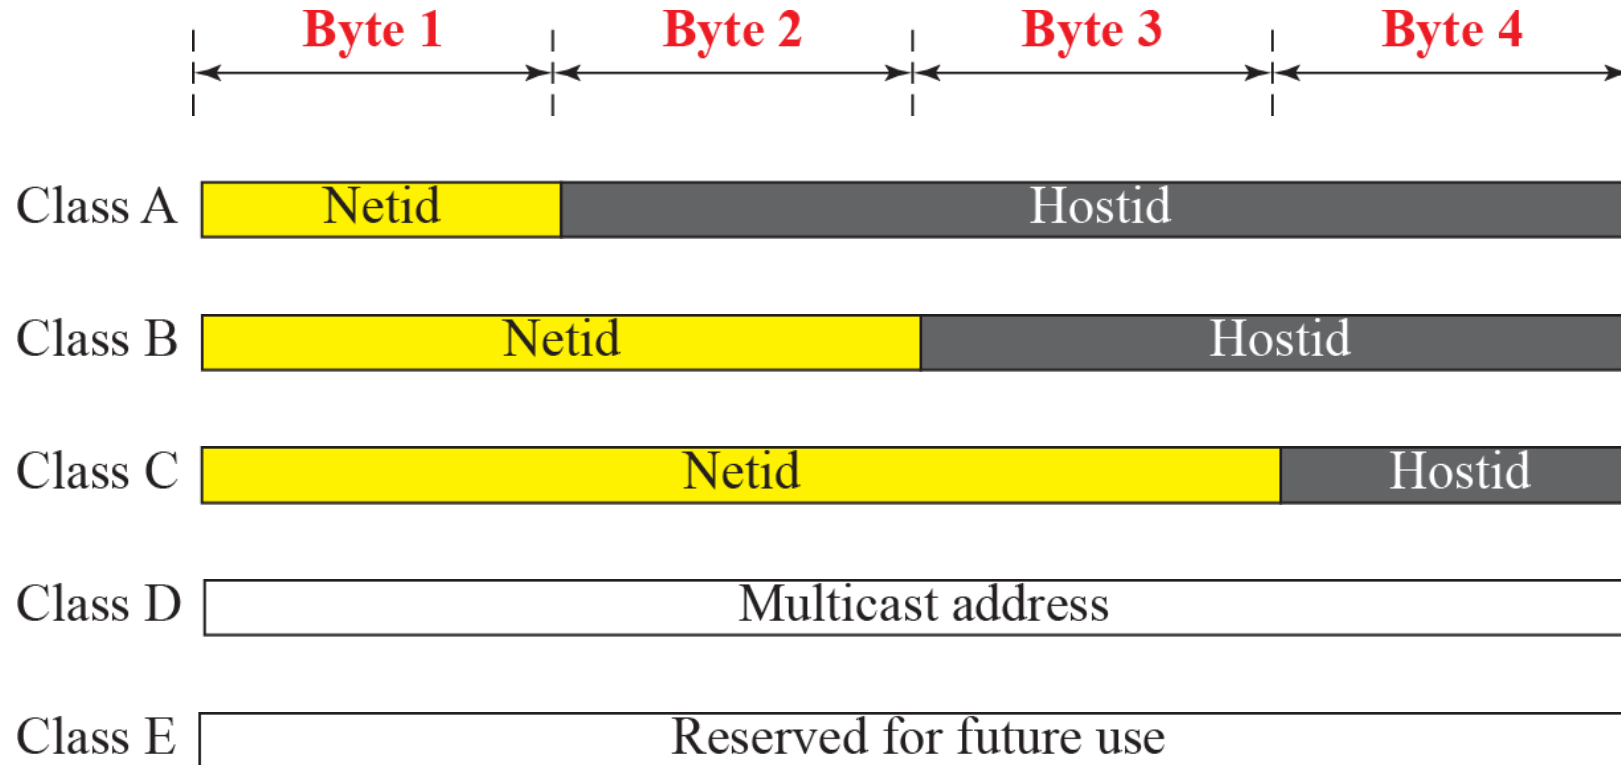 Byte 1 Byte 2 Byte 3 Byte 4
Class A Netid Hostid
Class B Netid Hostid
Class C Netid Hostid
Class D Multicast address
Class E Reserved for future use